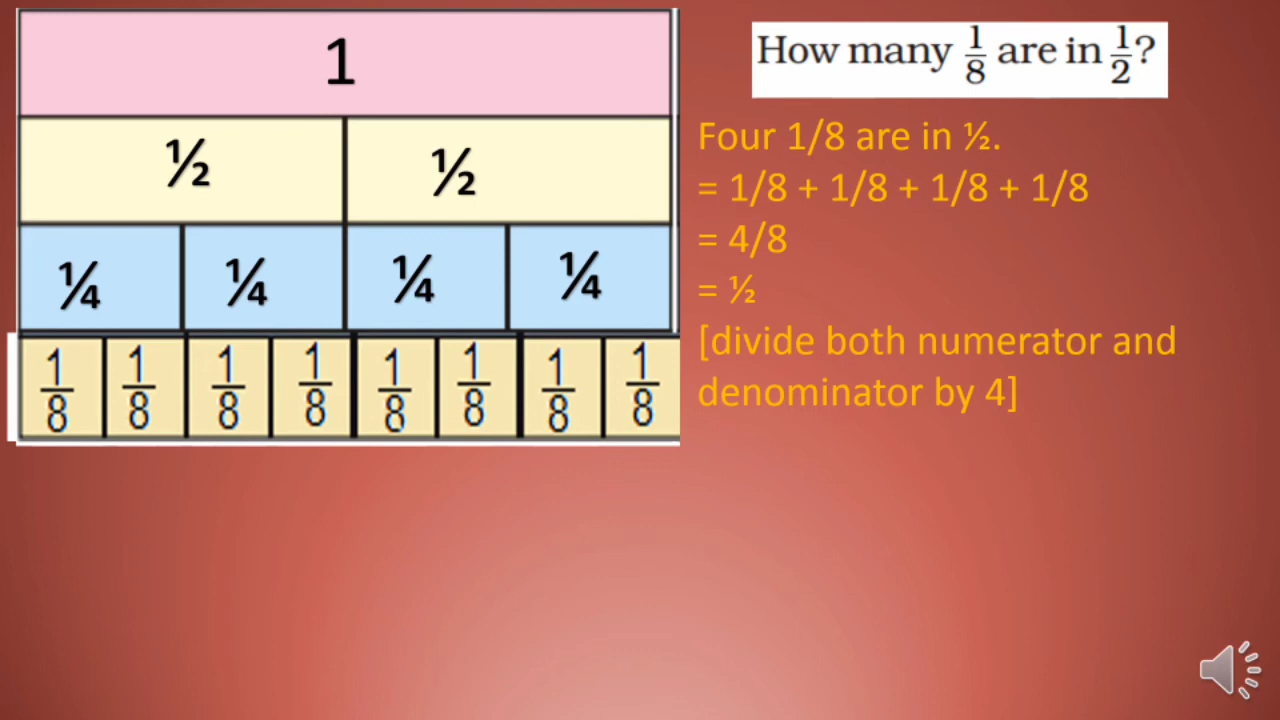 1
½ ½
¼ ¼ ¼ ¼
1/8 1/8 1/8 1/8 1/8 1/8 1/8 1/8
How many 1/8 are in 1/2?
Four 1/8 are in ½.
= 1/8 + 1/8 + 1/8 + 1/8
= 4/8
= ½
[divide both numerator and
denominator by 4]